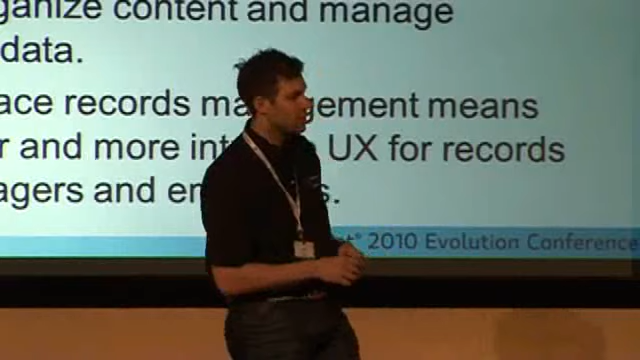 ganize content and manage
data.
ace records management means
r and more int UX for records
agers and en s.
t® 2010 Evolution Conference